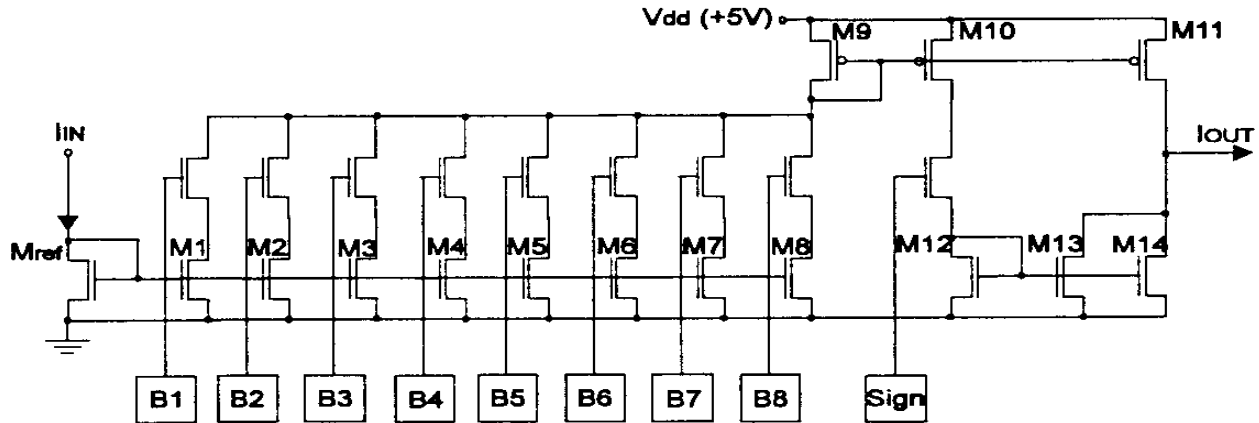 Vdd (+5V)
M9
M10
M11
IIN
IOUT
Mref
M1
M2
M3
M4
M5
M6
M7
M8
M12
M13
M14
B1
B2
B3
B4
B5
B6
B7
B8
Sign